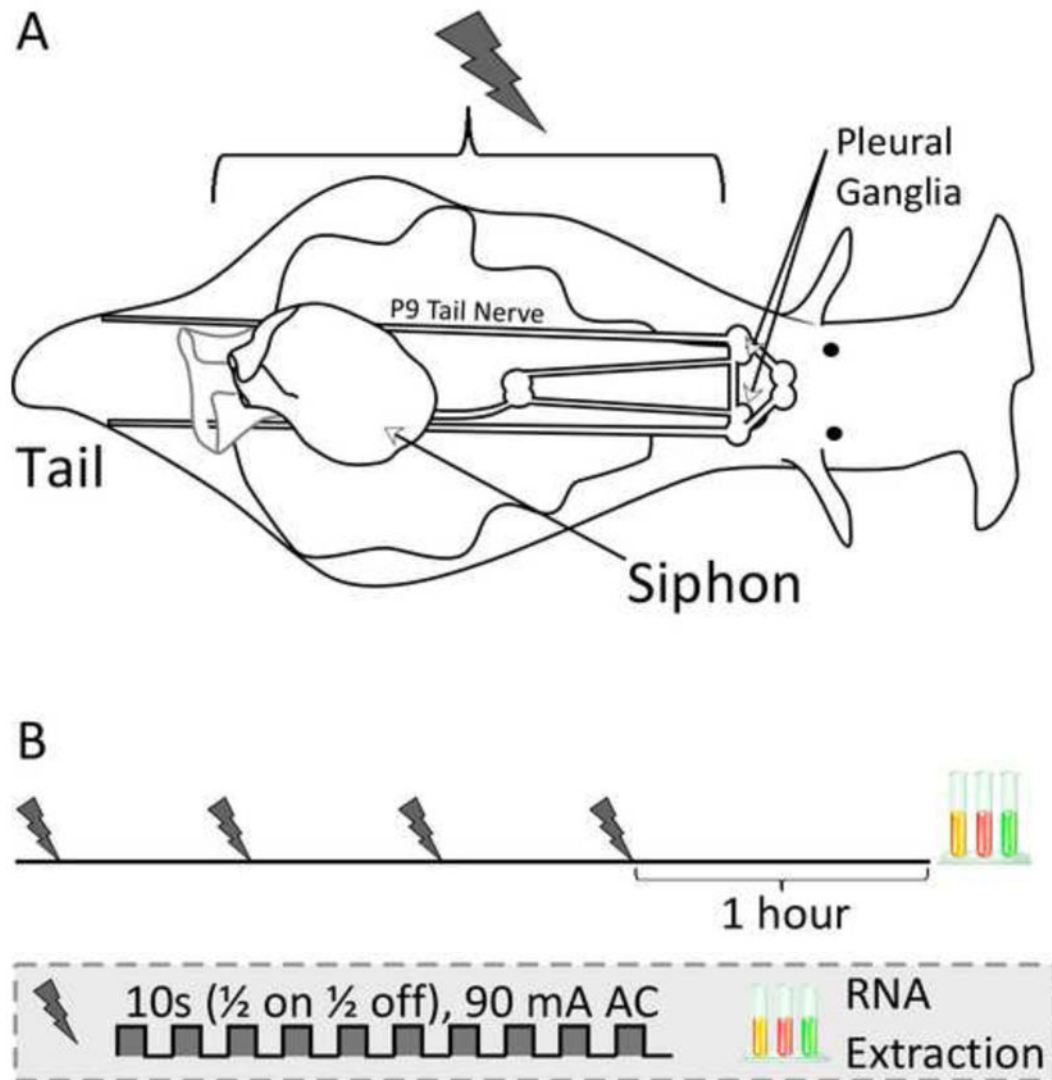 A
Pleural
Ganglia
P9 Tail Nerve
Tail
Siphon
B
1 hour
10s (½ on ½ off), 90 mA AC
RNA
Extraction